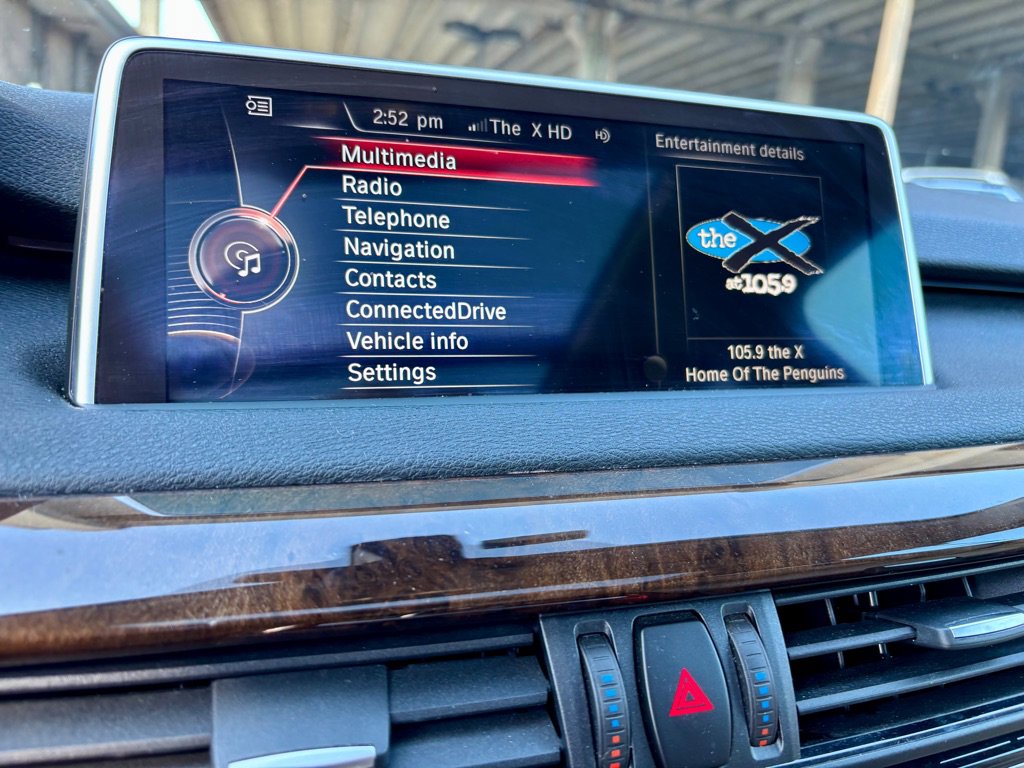 2:52 pm The X HD HD
Entertainment details
Multimedia
Radio
Telephone
Navigation
Contacts
ConnectedDrive
Vehicle info
Settings
the X
at 105.9
105.9 the X
Home Of The Penguins